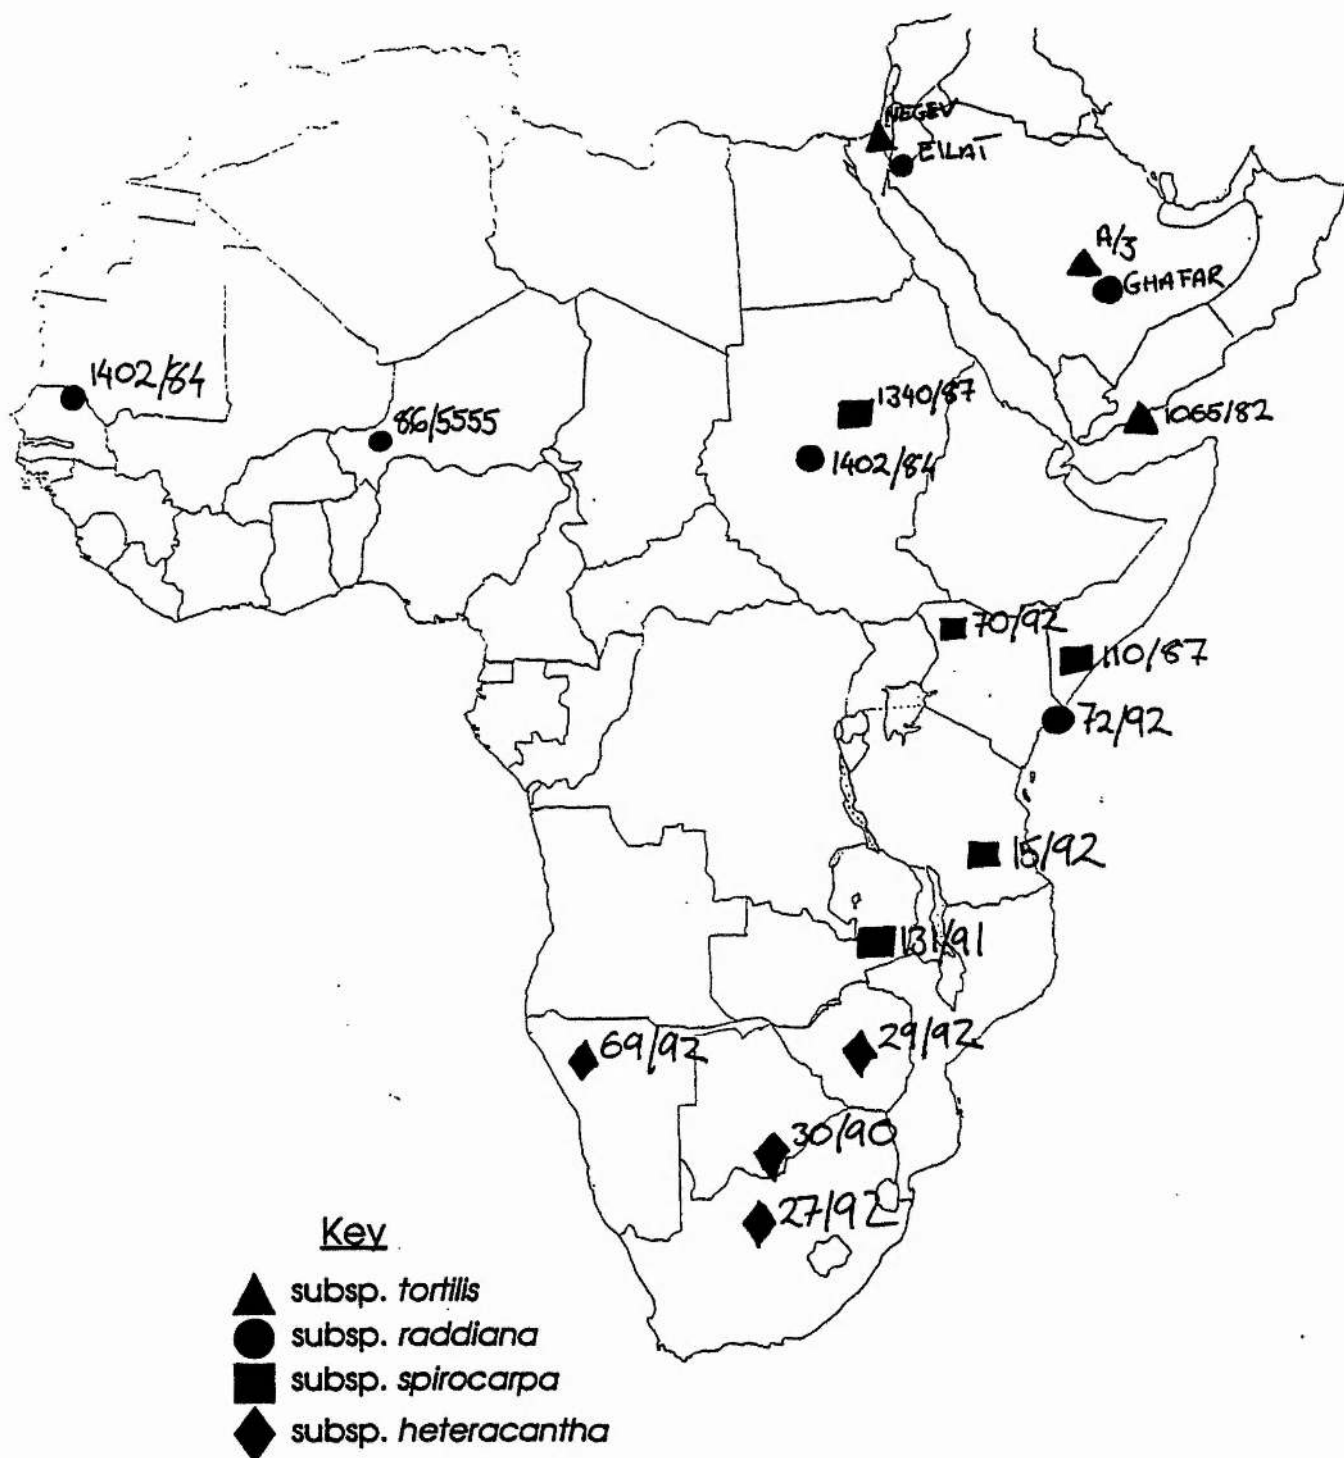 NEGEV
EILAT
A/3
GHAFAR
1402/84
86/5555
1340/87
1065/82
1402/84
70/92
110/87
72/92
15/92
131/91
69/92
29/92
30/90
27/92
Key
subsp. tortilis
subsp. raddiana
subsp. spirocarpa
subsp. heteracantha